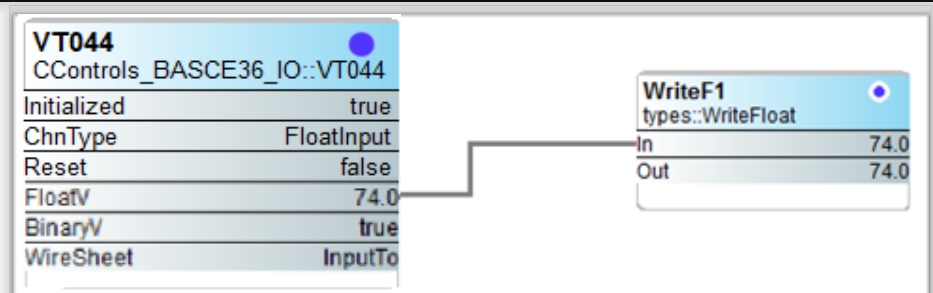 VT044
CControls_BASCE36_IO::VT044
Initialized true
ChnType FloatInput
Reset false
FloatV 74.0
BinaryV true
WireSheet InputTo
WriteF1
types::WriteFloat
In 74.0
Out 74.0